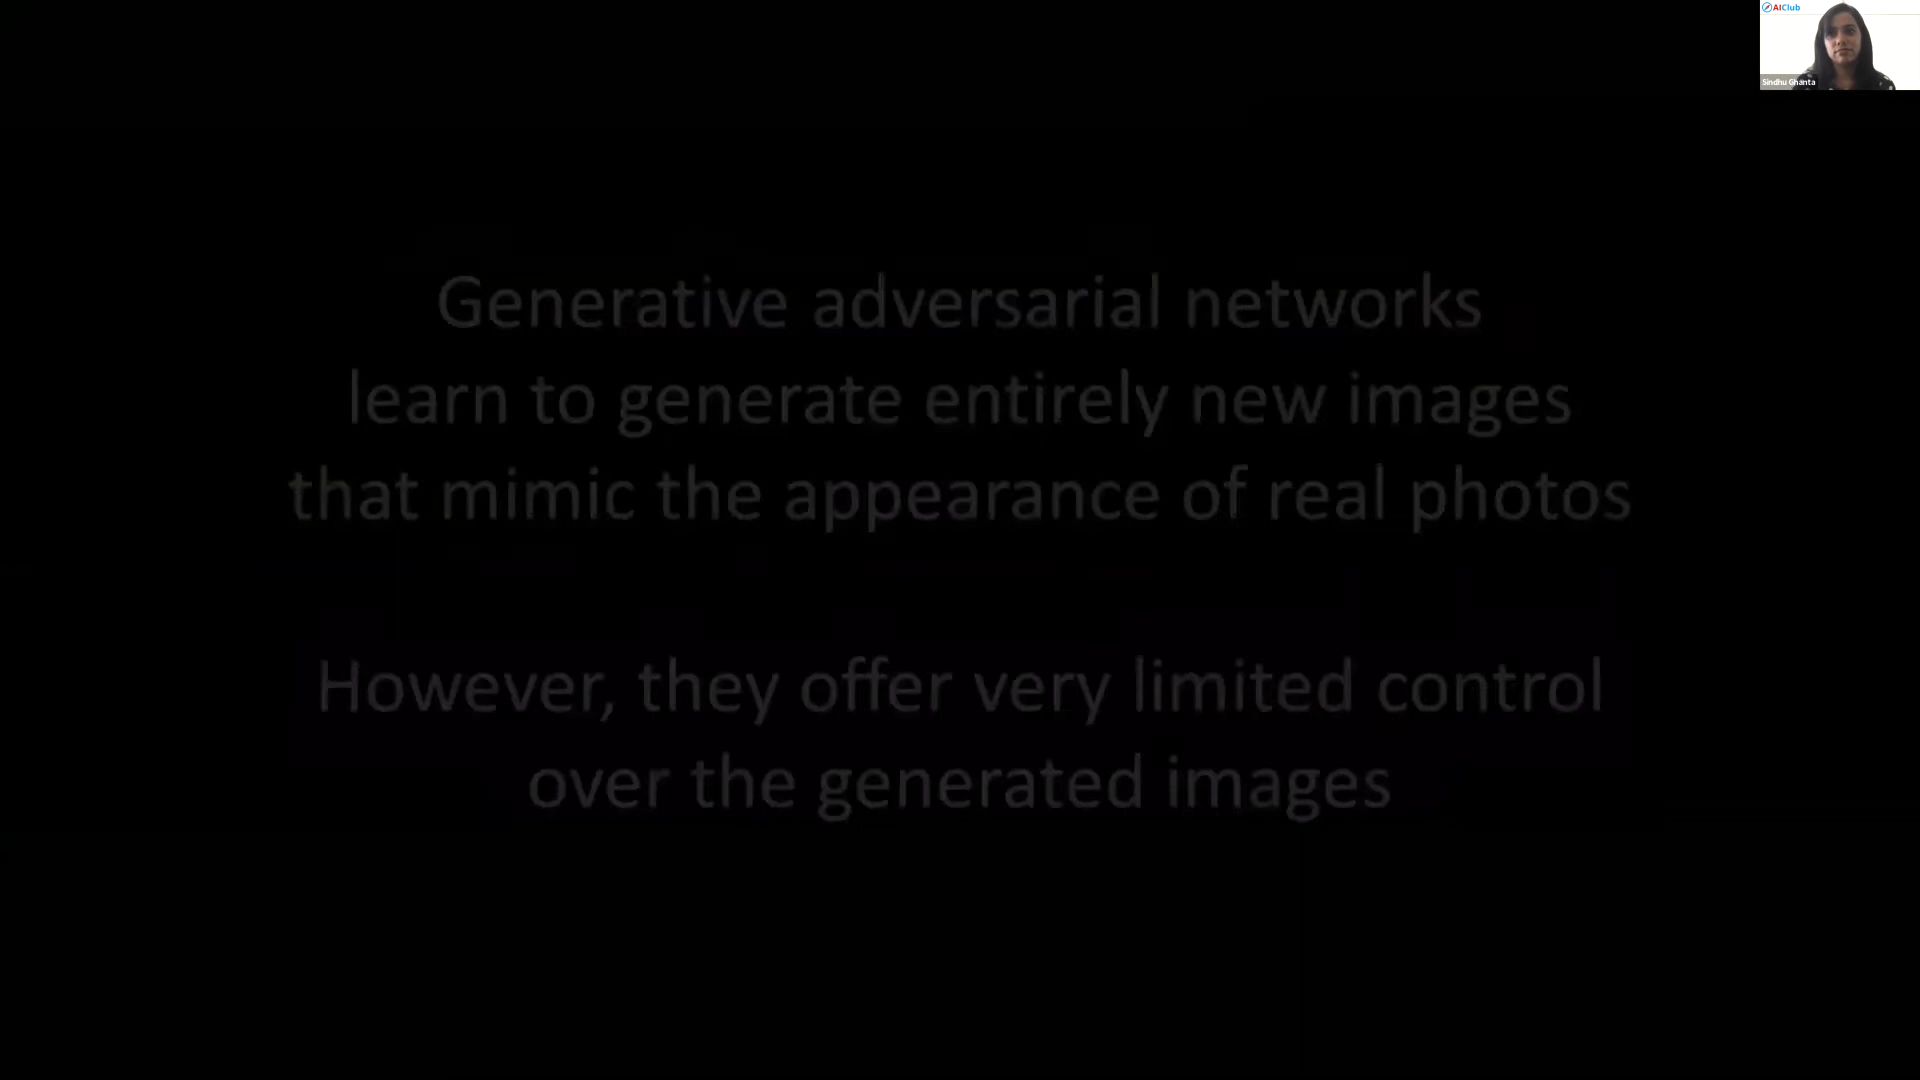 AIClub
Sindhu Ghanta
Generative adversarial networks
learn to generate entirely new images
that mimic the appearance of real photos
However, they offer very limited control
over the generated images